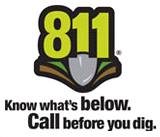 811®
Know what's below.
Call before you dig.